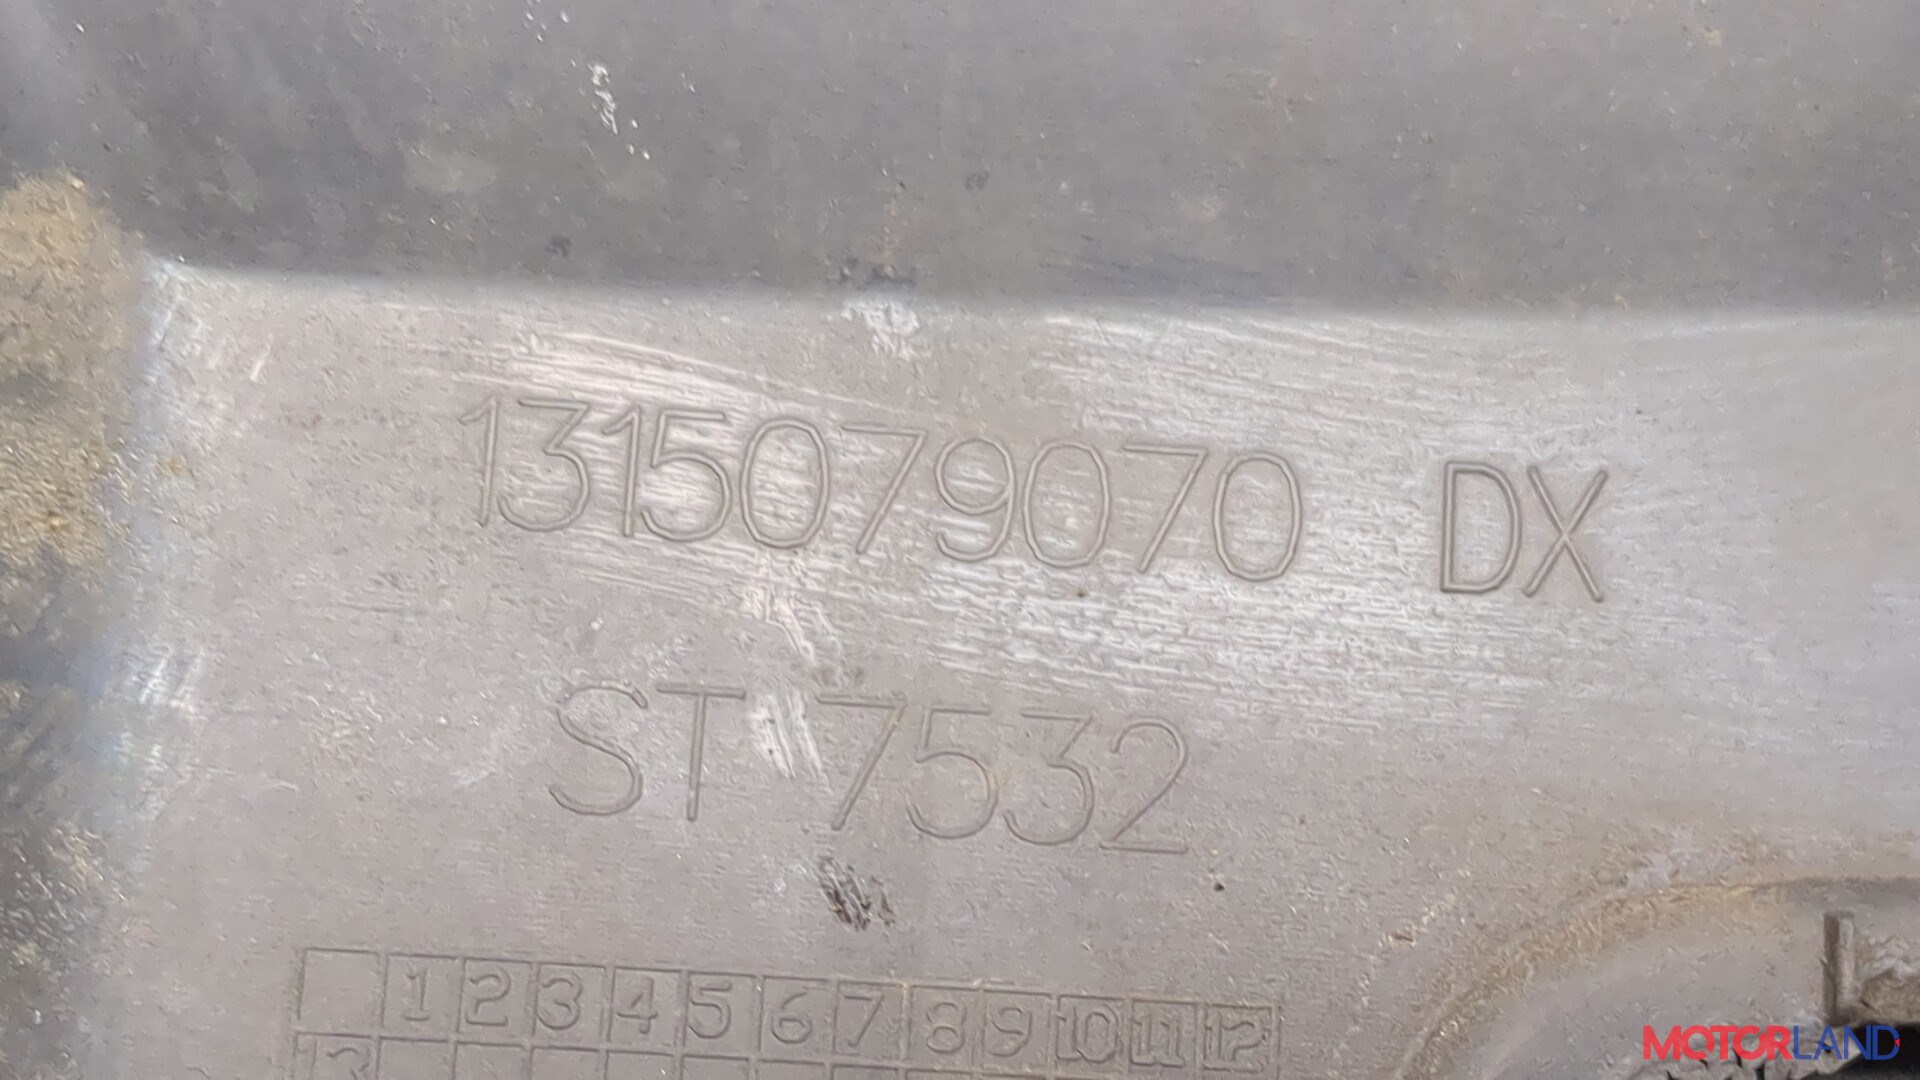 1315079070 DX
ST 7532
1 2 3 4 5 6 7 8 9 10 11 12
MOTORLAND